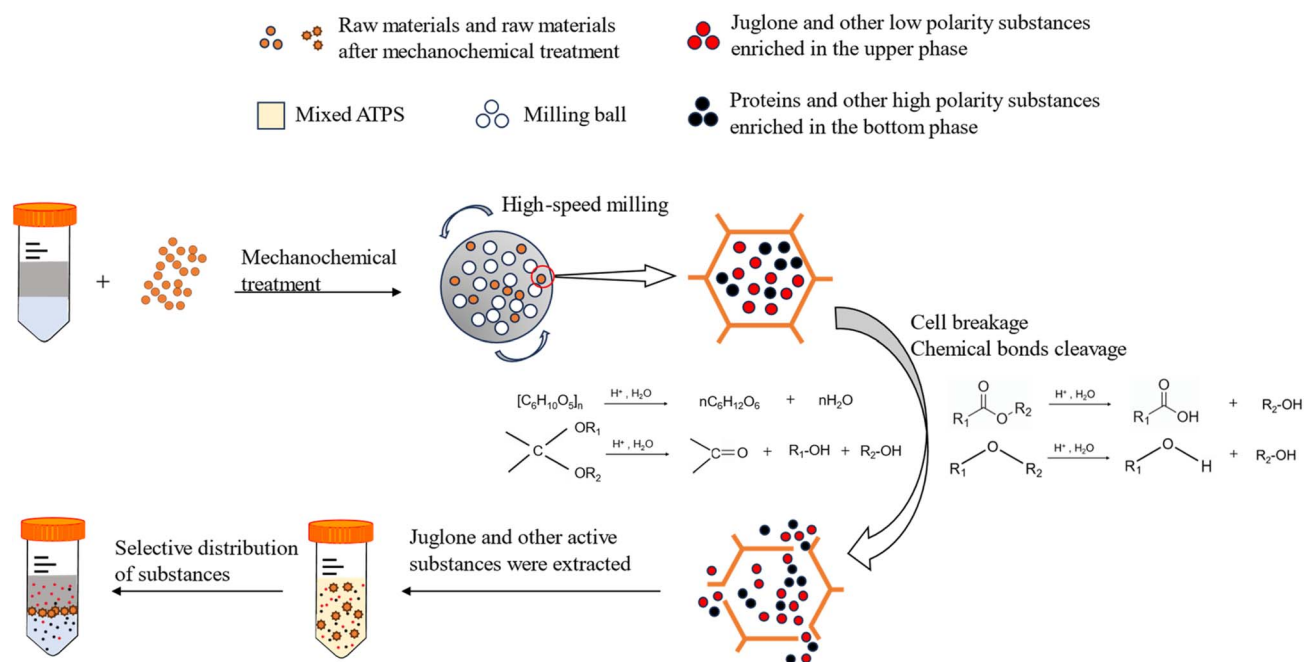 Raw materials and raw materials
after mechanochemical treatment
Juglone and other low polarity substances
enriched in the upper phase
Mixed ATPS
Milling ball
Proteins and other high polarity substances
enriched in the bottom phase
+
Mechanochemical
treatment
High-speed milling
Cell breakage
Chemical bonds cleavage
[C₆H₁₀O₅]n H⁺ , H₂O nC₆H₁₂O₆ + nH₂O
C OR₁ OR₂ H⁺ , H₂O C=O + R₁-OH + R₂-OH
R₁ O O R₂ H⁺ , H₂O R₁ O OH + R₂-OH
R₁ O R₂ H⁺ , H₂O R₁ O H + R₂-OH
Juglone and other active
substances were extracted
Selective distribution
of substances